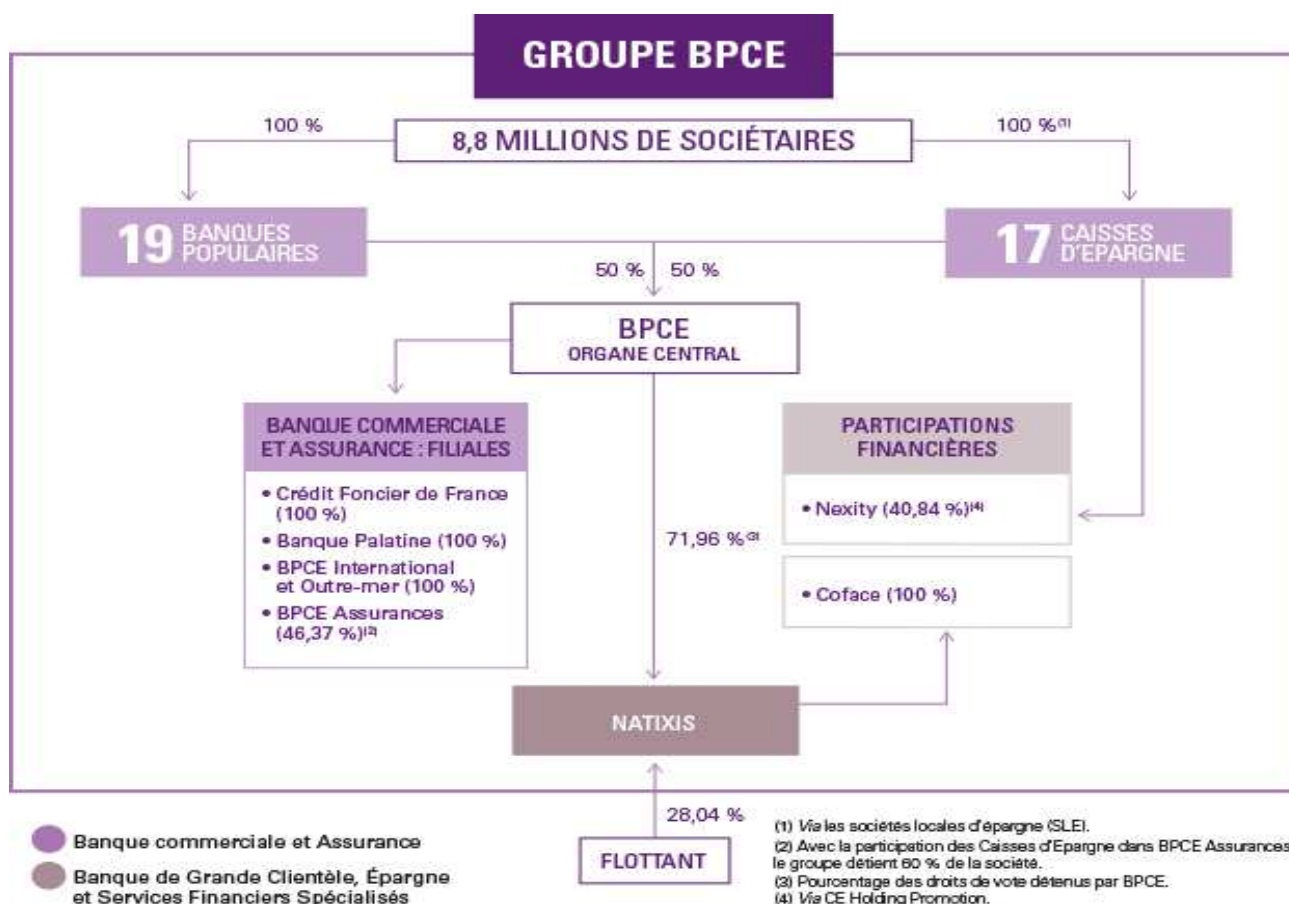 GROUPE BPCE
100 %
8,8 MILLIONS DE SOCIÉTAIRES
100 %(1)
19 BANQUES
POPULAIRES
17 CAISSES
D'ÉPARGNE
50 %
50 %
BPCE
ORGANE CENTRAL
BANQUE COMMERCIALE
ET ASSURANCE : FILIALES
• Crédit Foncier de France
(100 %)
• Banque Palatine (100 %)
• BPCE International
et Outre-mer (100 %)
• BPCE Assurances
(46,37 %)(2)
71,96 %(3)
PARTICIPATIONS
FINANCIÈRES
• Nexity (40,84 %)(4)
• Coface (100 %)
NATIXIS
28,04 %
FLOTTANT
Banque commerciale et Assurance
Banque de Grande Clientèle, Épargne
et Services Financiers Spécialisés
(1) Via les sociétés locales d'épargne (SLE).
(2) Avec la participation des Caisses d'Epargne dans BPCE Assurances
le groupe détient 60 % de la société.
(3) Pourcentage des droits de vote détenus par BPCE.
(4) Via CE Holding Promotion.